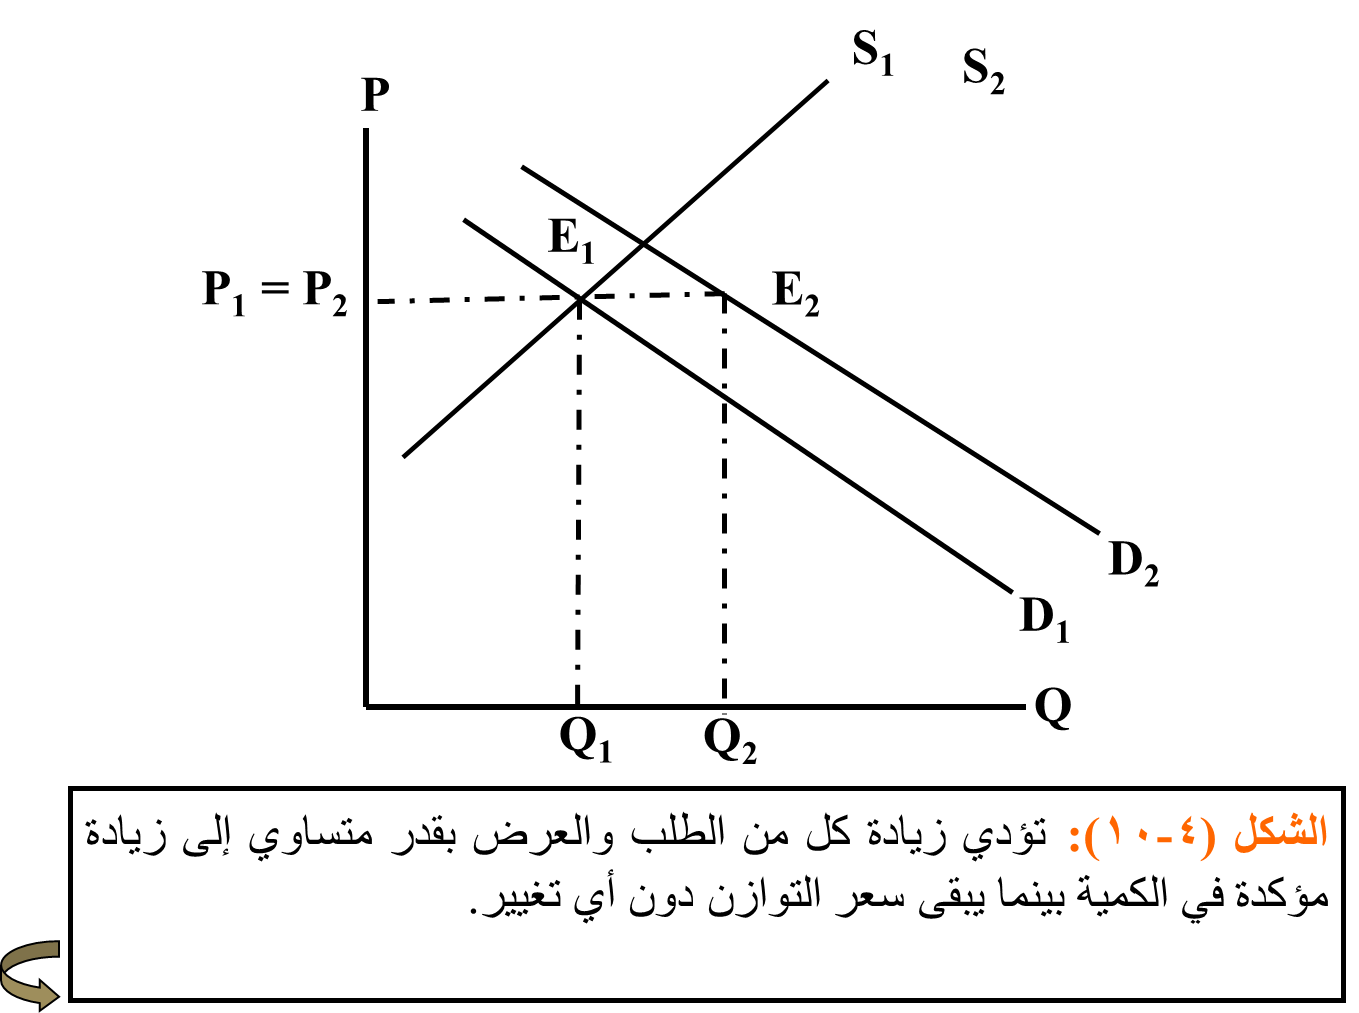 S1
S2
P
E1
P1 = P2
E2
D2
D1
Q
Q1
Q2
الشكل (٤-١٠): تؤدي زيادة كل من الطلب والعرض بقدر متساوي إلى زيادة
مؤكدة في الكمية بينما يبقى سعر التوازن دون أي تغيير.